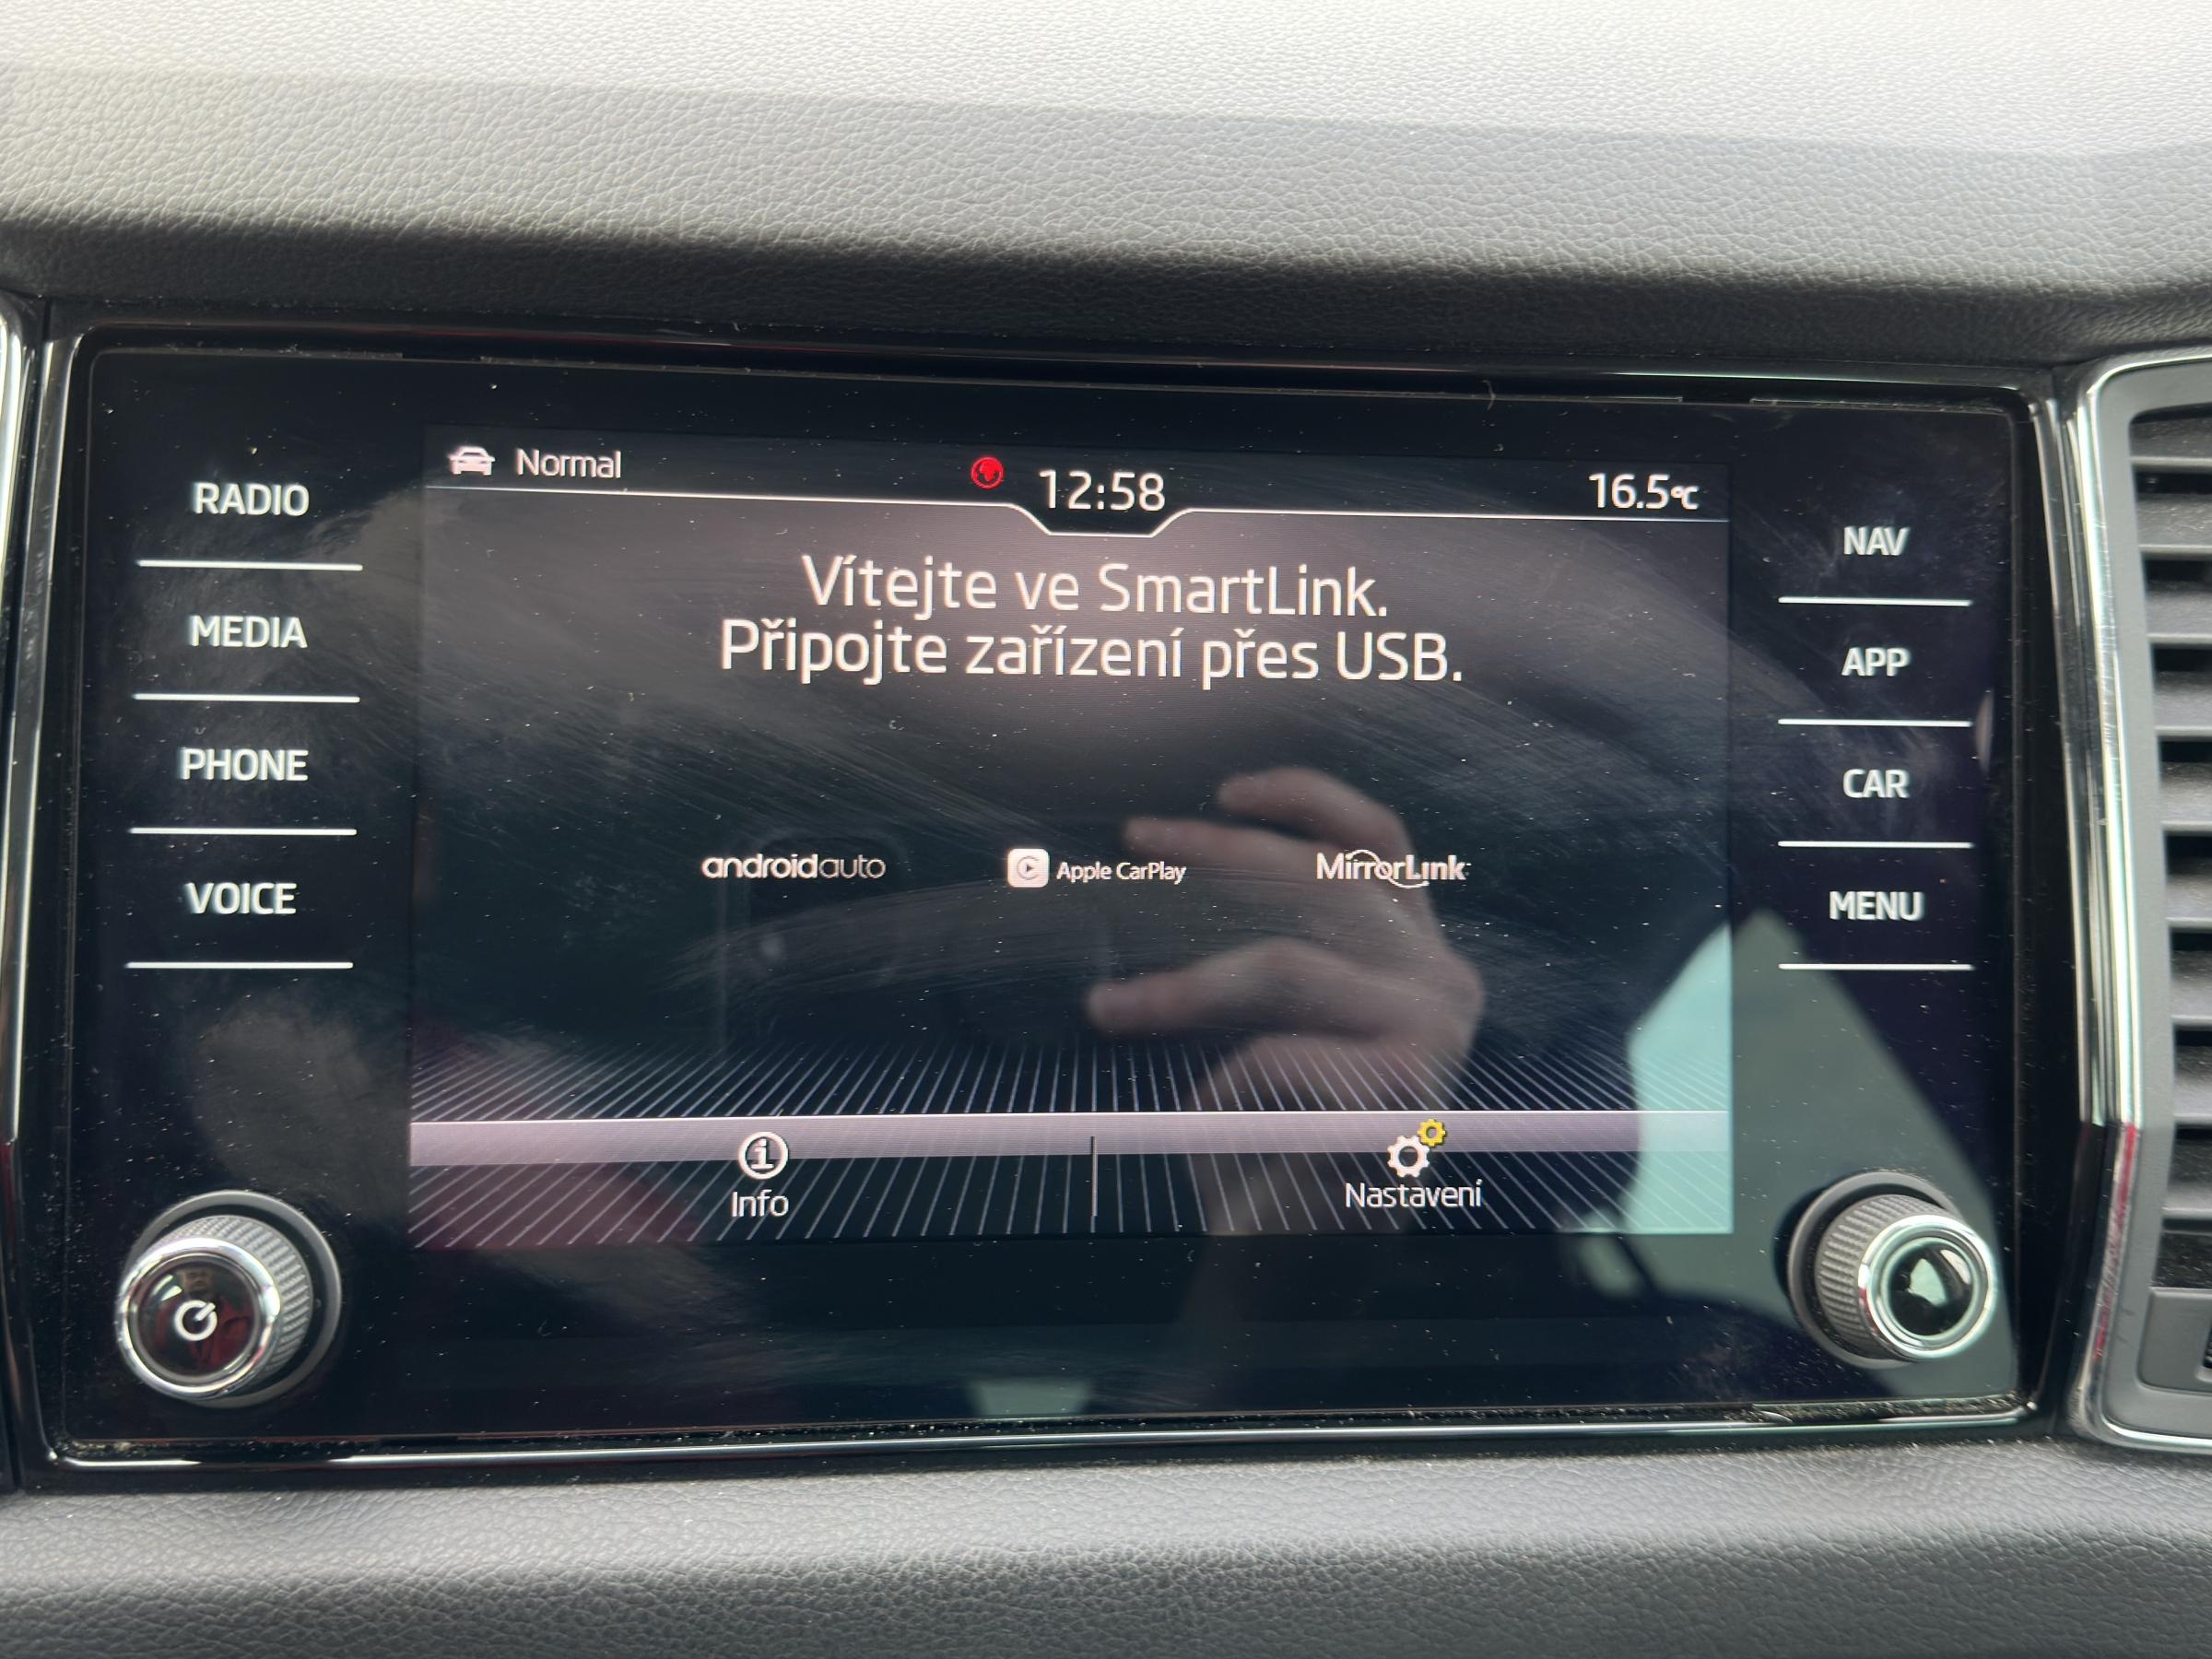 Normal
12:58
16.5°C
RADIO
MEDIA
PHONE
VOICE
Vítejte ve SmartLink.
Připojte zařízení přes USB.
androidauto
Apple CarPlay
MirrorLink
Info
Nastavení
NAV
APP
CAR
MENU